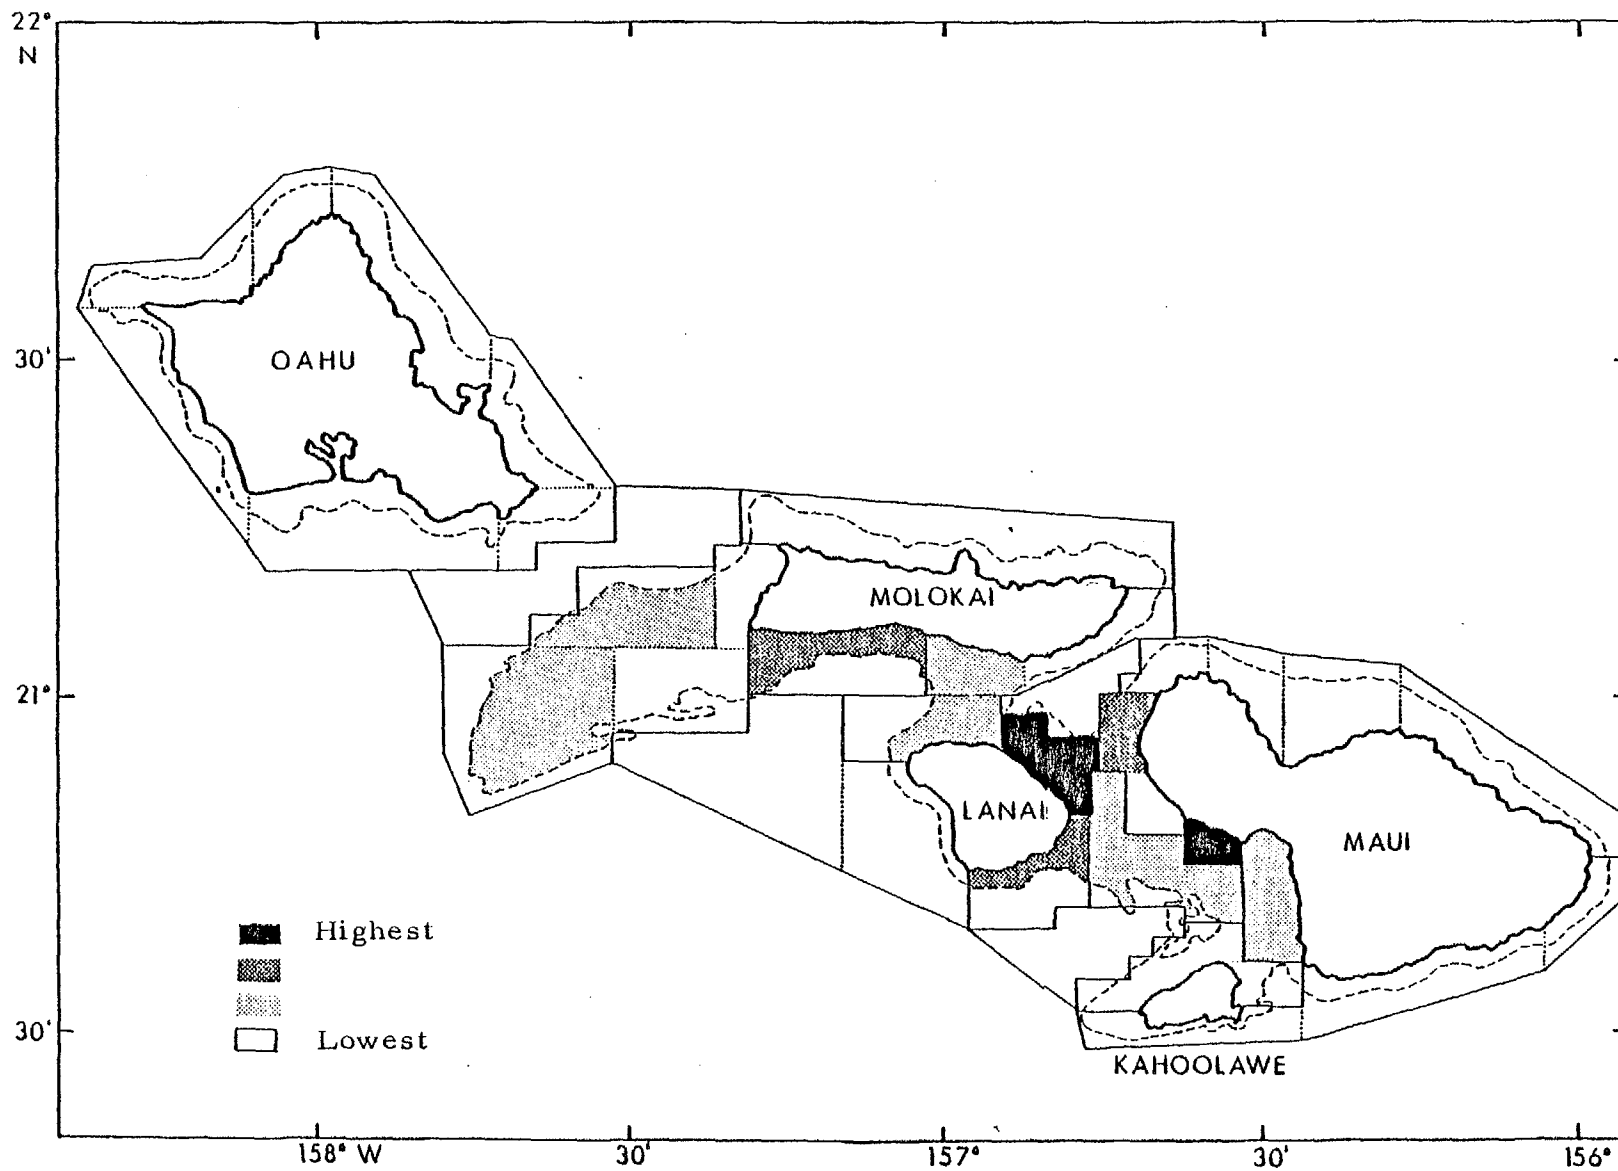 22°
N
OAHU
30'
MOLOKAI
21°
LANAI
MAUI
Highest
Lowest
30'
KAHOOLAWE
158° W
30'
157°
30'
156°